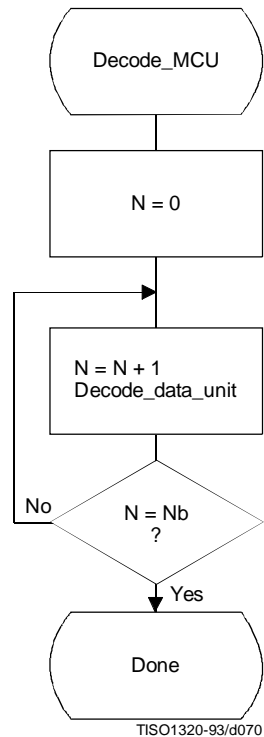 Decode_MCU
N = 0
N = N + 1
Decode_data_unit
No
N = Nb
?
Yes
Done
TISO1320-93/d070